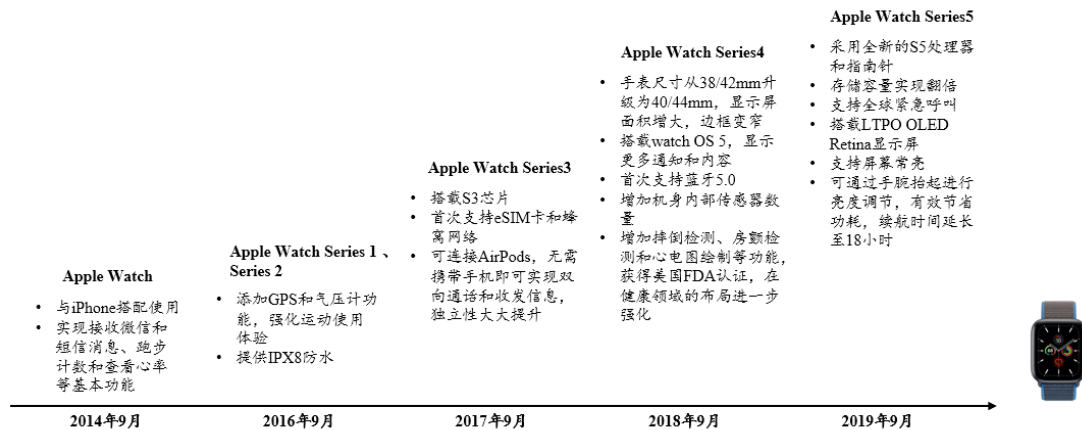 Apple Watch
与iPhone搭配使用
实现接收微信和
短信消息、跑步
计数和查看心率
等基本功能
2014年9月
Apple Watch Series 1 、
Series 2
添加GPS和气压计功
能，强化运动使用
体验
提供IPX8防水
2016年9月
Apple Watch Series3
搭载S3芯片
首次支持eSIM卡和蜂
窝网络
可连接AirPods，无需
携带手机即可实现双
向通话和收发信息，
独立性大大提升
2017年9月
Apple Watch Series4
手表尺寸从38/42mm升
级为40/44mm，显示屏
面积增大，边框变窄
搭载watch OS 5，显示
更多通知和内容
首次支持蓝牙5.0
增加机身内部传感器数
量
增加摔倒检测、房颤检
测和心电图绘制等功能，
获得美国FDA认证，在
健康领域的布局进一步
强化
2018年9月
Apple Watch Series5
采用全新的S5处理器
和指南针
存储容量实现翻倍
支持全球紧急呼叫
搭载LTPO OLED
Retina显示屏
支持屏幕常亮
可通过手腕抬起进行
亮度调节，有效节省
功耗，续航时间延长
至18小时
2019年9月